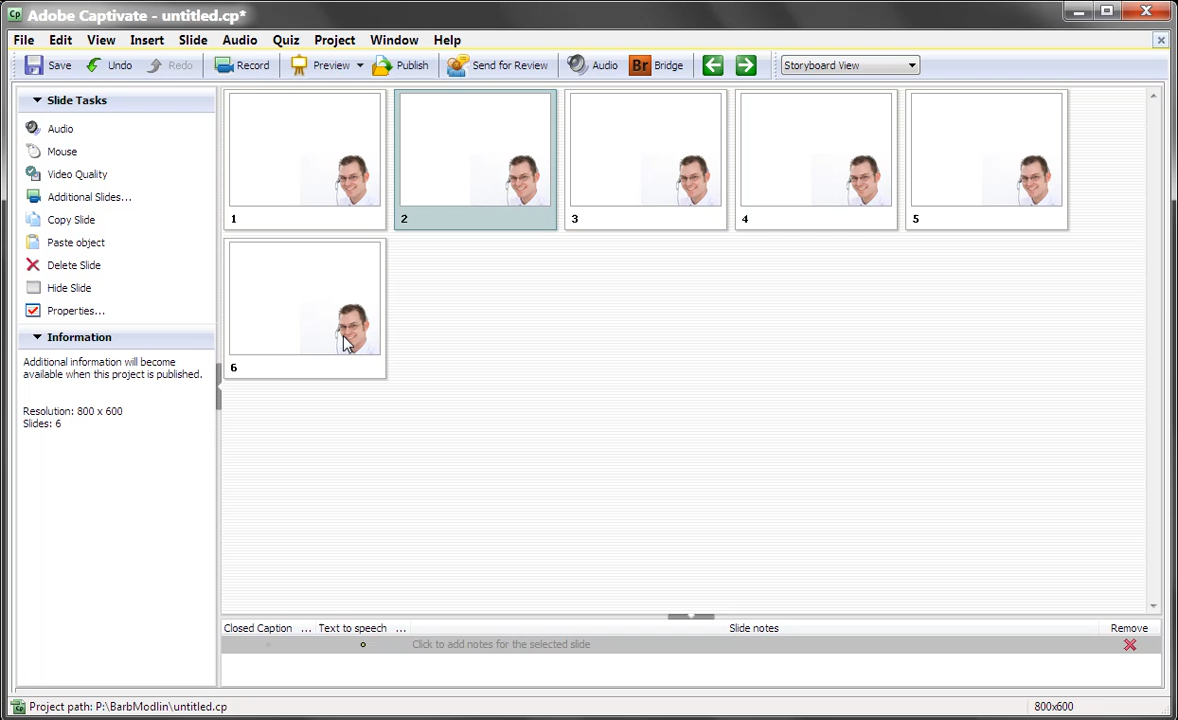 Cp Adobe Captivate - untitled.cp*
File Edit View Insert Slide Audio Quiz Project Window Help
Save Undo Redo Record Preview Publish Send for Review Audio Br Bridge Storyboard View
Slide Tasks
Audio
Mouse
Video Quality
Additional Slides...
Copy Slide
Paste object
Delete Slide
Hide Slide
Properties...
Information
Additional information will become
available when this project is published.
Resolution: 800 x 600
Slides: 6
1 2 3 4 5
6
Closed Caption ... Text to speech ... Slide notes Remove
Click to add notes for the selected slide
Project path: P:\BarbModlin\untitled.cp 800x600